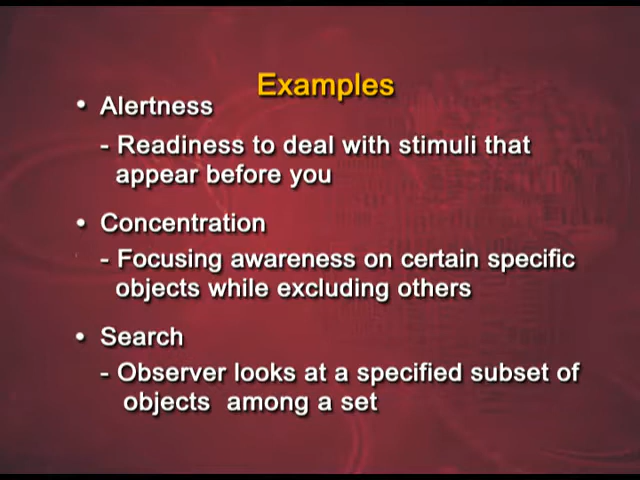 Examples
• Alertness
- Readiness to deal with stimuli that
appear before you
• Concentration
- Focusing awareness on certain specific
objects while excluding others
• Search
- Observer looks at a specified subset of
objects among a set